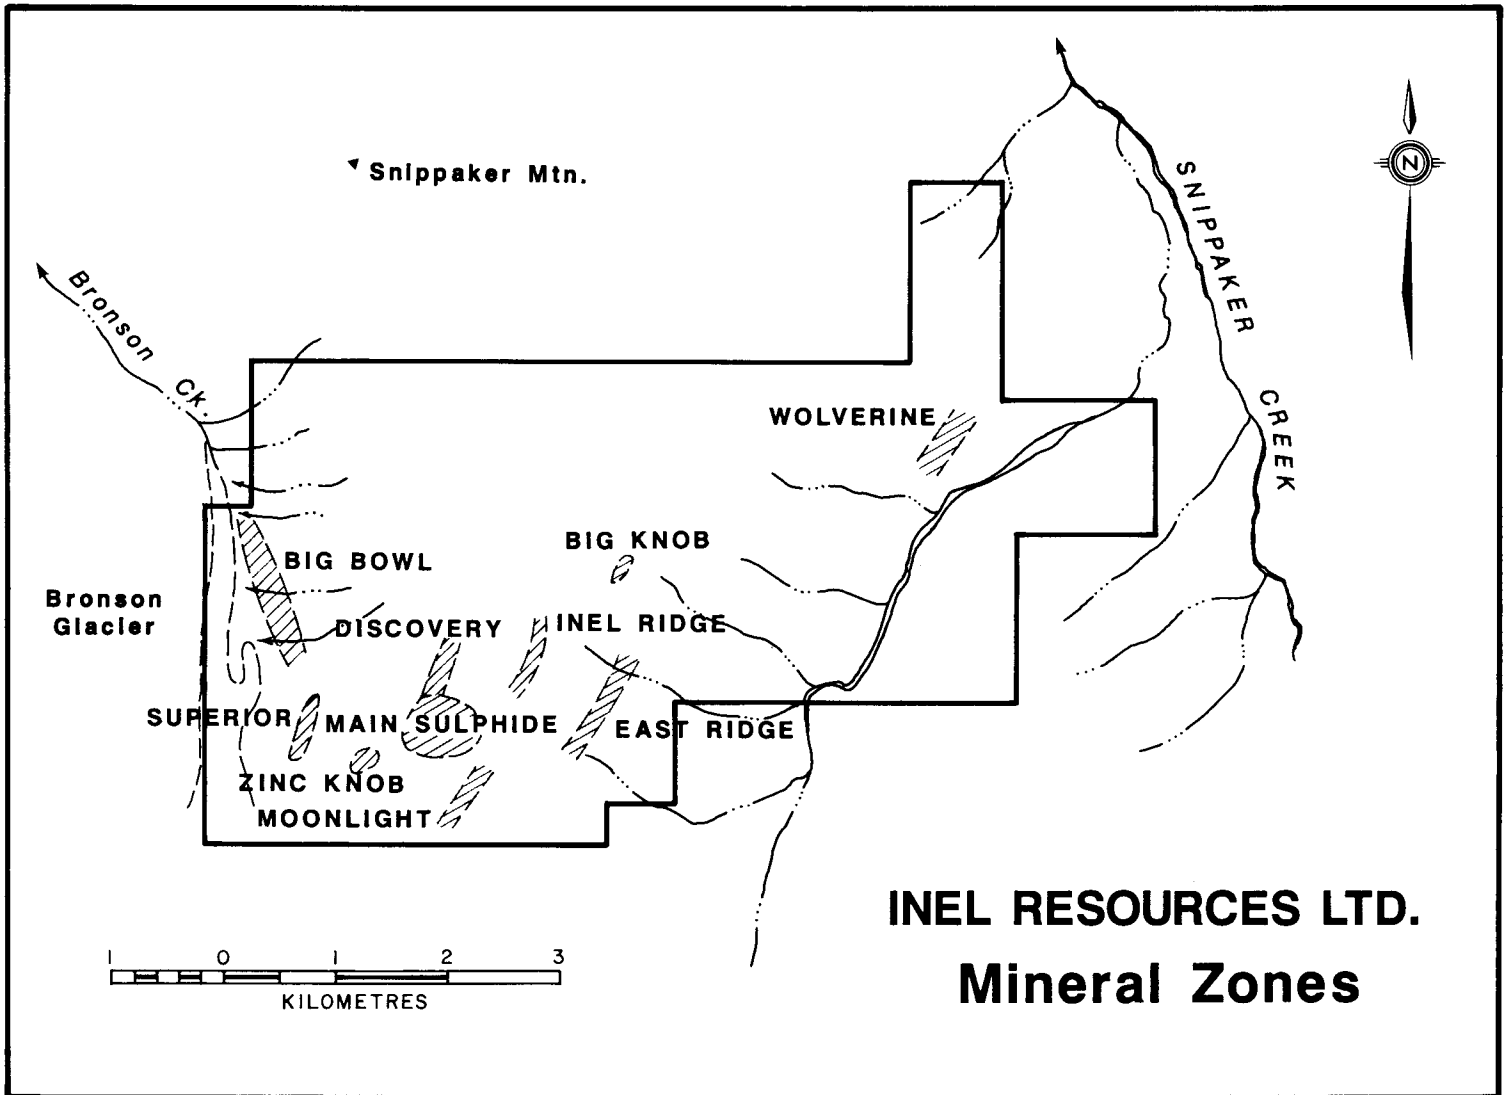 Snippaker Mtn.
N
SNIPPAKER
CREEK
Bronson
Ck.
WOLVERINE
BIG KNOB
BIG BOWL
Bronson
Glacier
DISCOVERY
INEL RIDGE
SUPERIOR
MAIN SULPHIDE
EAST RIDGE
ZINC KNOB
MOONLIGHT
INEL RESOURCES LTD.
Mineral Zones
1 0 1 2 3
KILOMETRES